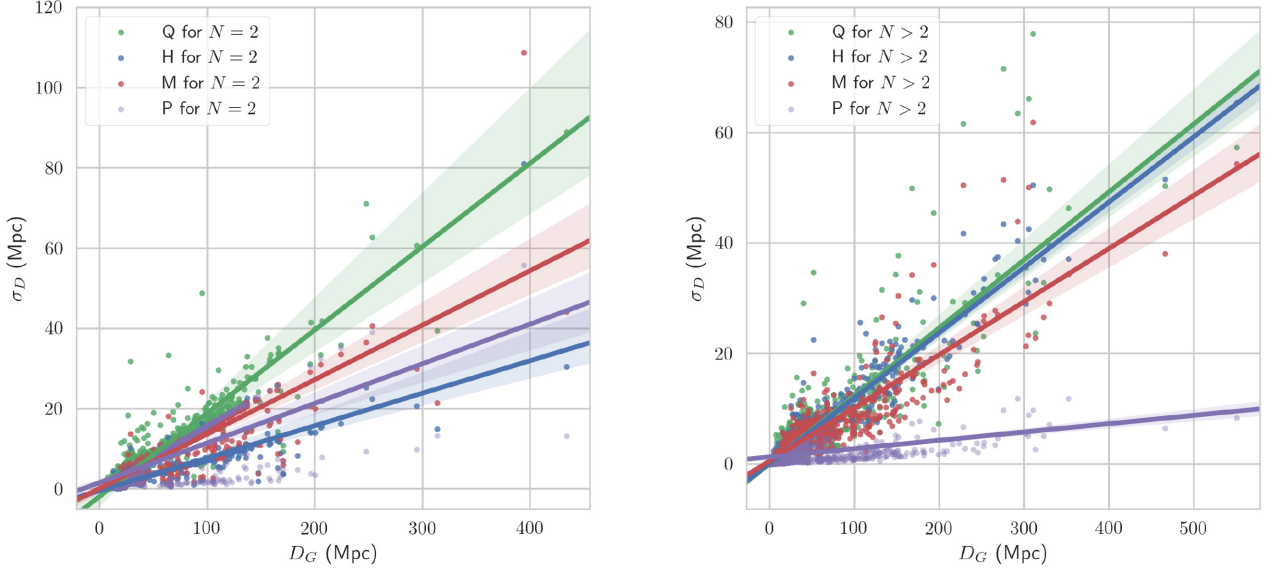 120
100
80
60
40
20
0
σ_D (Mpc)
Q for N = 2
H for N = 2
M for N = 2
P for N = 2
0 100 200 300 400
D_G (Mpc)
80
60
40
20
0
σ_D (Mpc)
Q for N > 2
H for N > 2
M for N > 2
P for N > 2
0 100 200 300 400 500
D_G (Mpc)